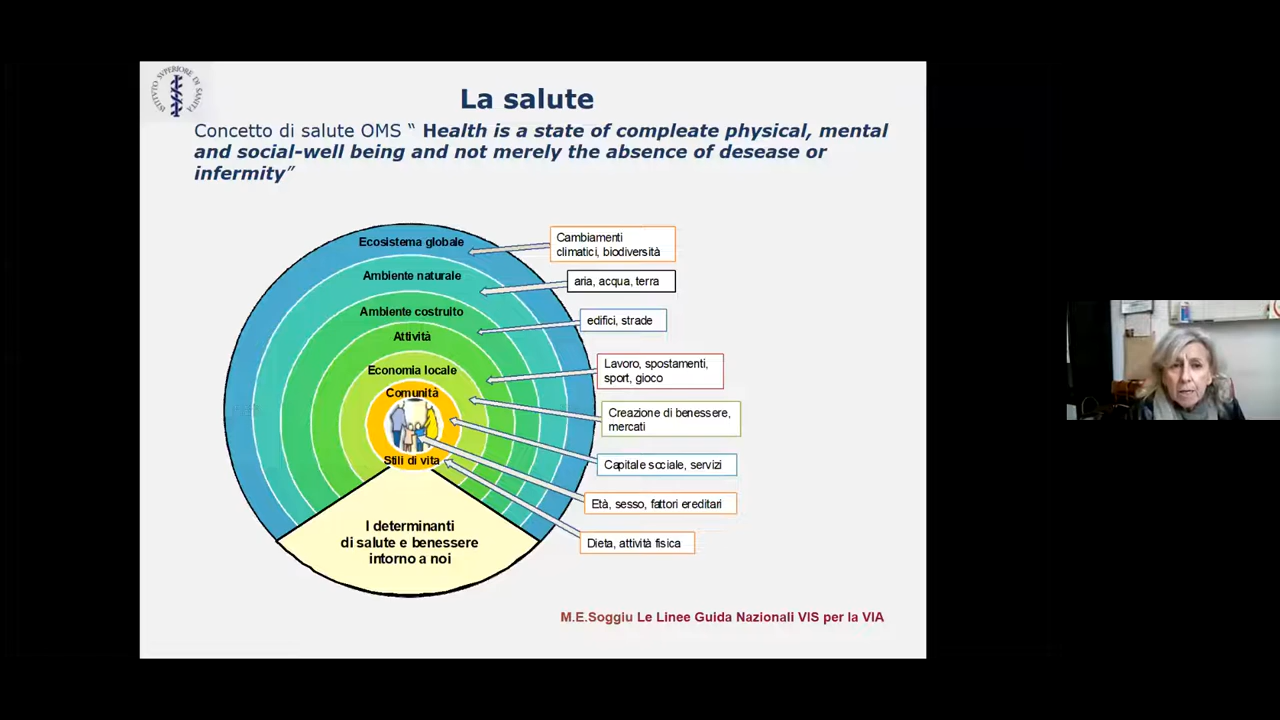 ISTITVTO SVPERIORE DI SANITÀ
La salute
Concetto di salute OMS “ Health is a state of compleate physical, mental
and social-well being and not merely the absence of desease or
infermity”
Ecosistema globale
Cambiamenti
climatici, biodiversità
Ambiente naturale
aria, acqua, terra
Ambiente costruito
edifici, strade
Attività
Lavoro, spostamenti,
sport, gioco
Economia locale
Creazione di benessere,
mercati
Comunità
Capitale sociale, servizi
Stili di vita
Età, sesso, fattori ereditari
Dieta, attività fisica
I determinanti
di salute e benessere
intorno a noi
M.E.Soggiu Le Linee Guida Nazionali VIS per la VIA